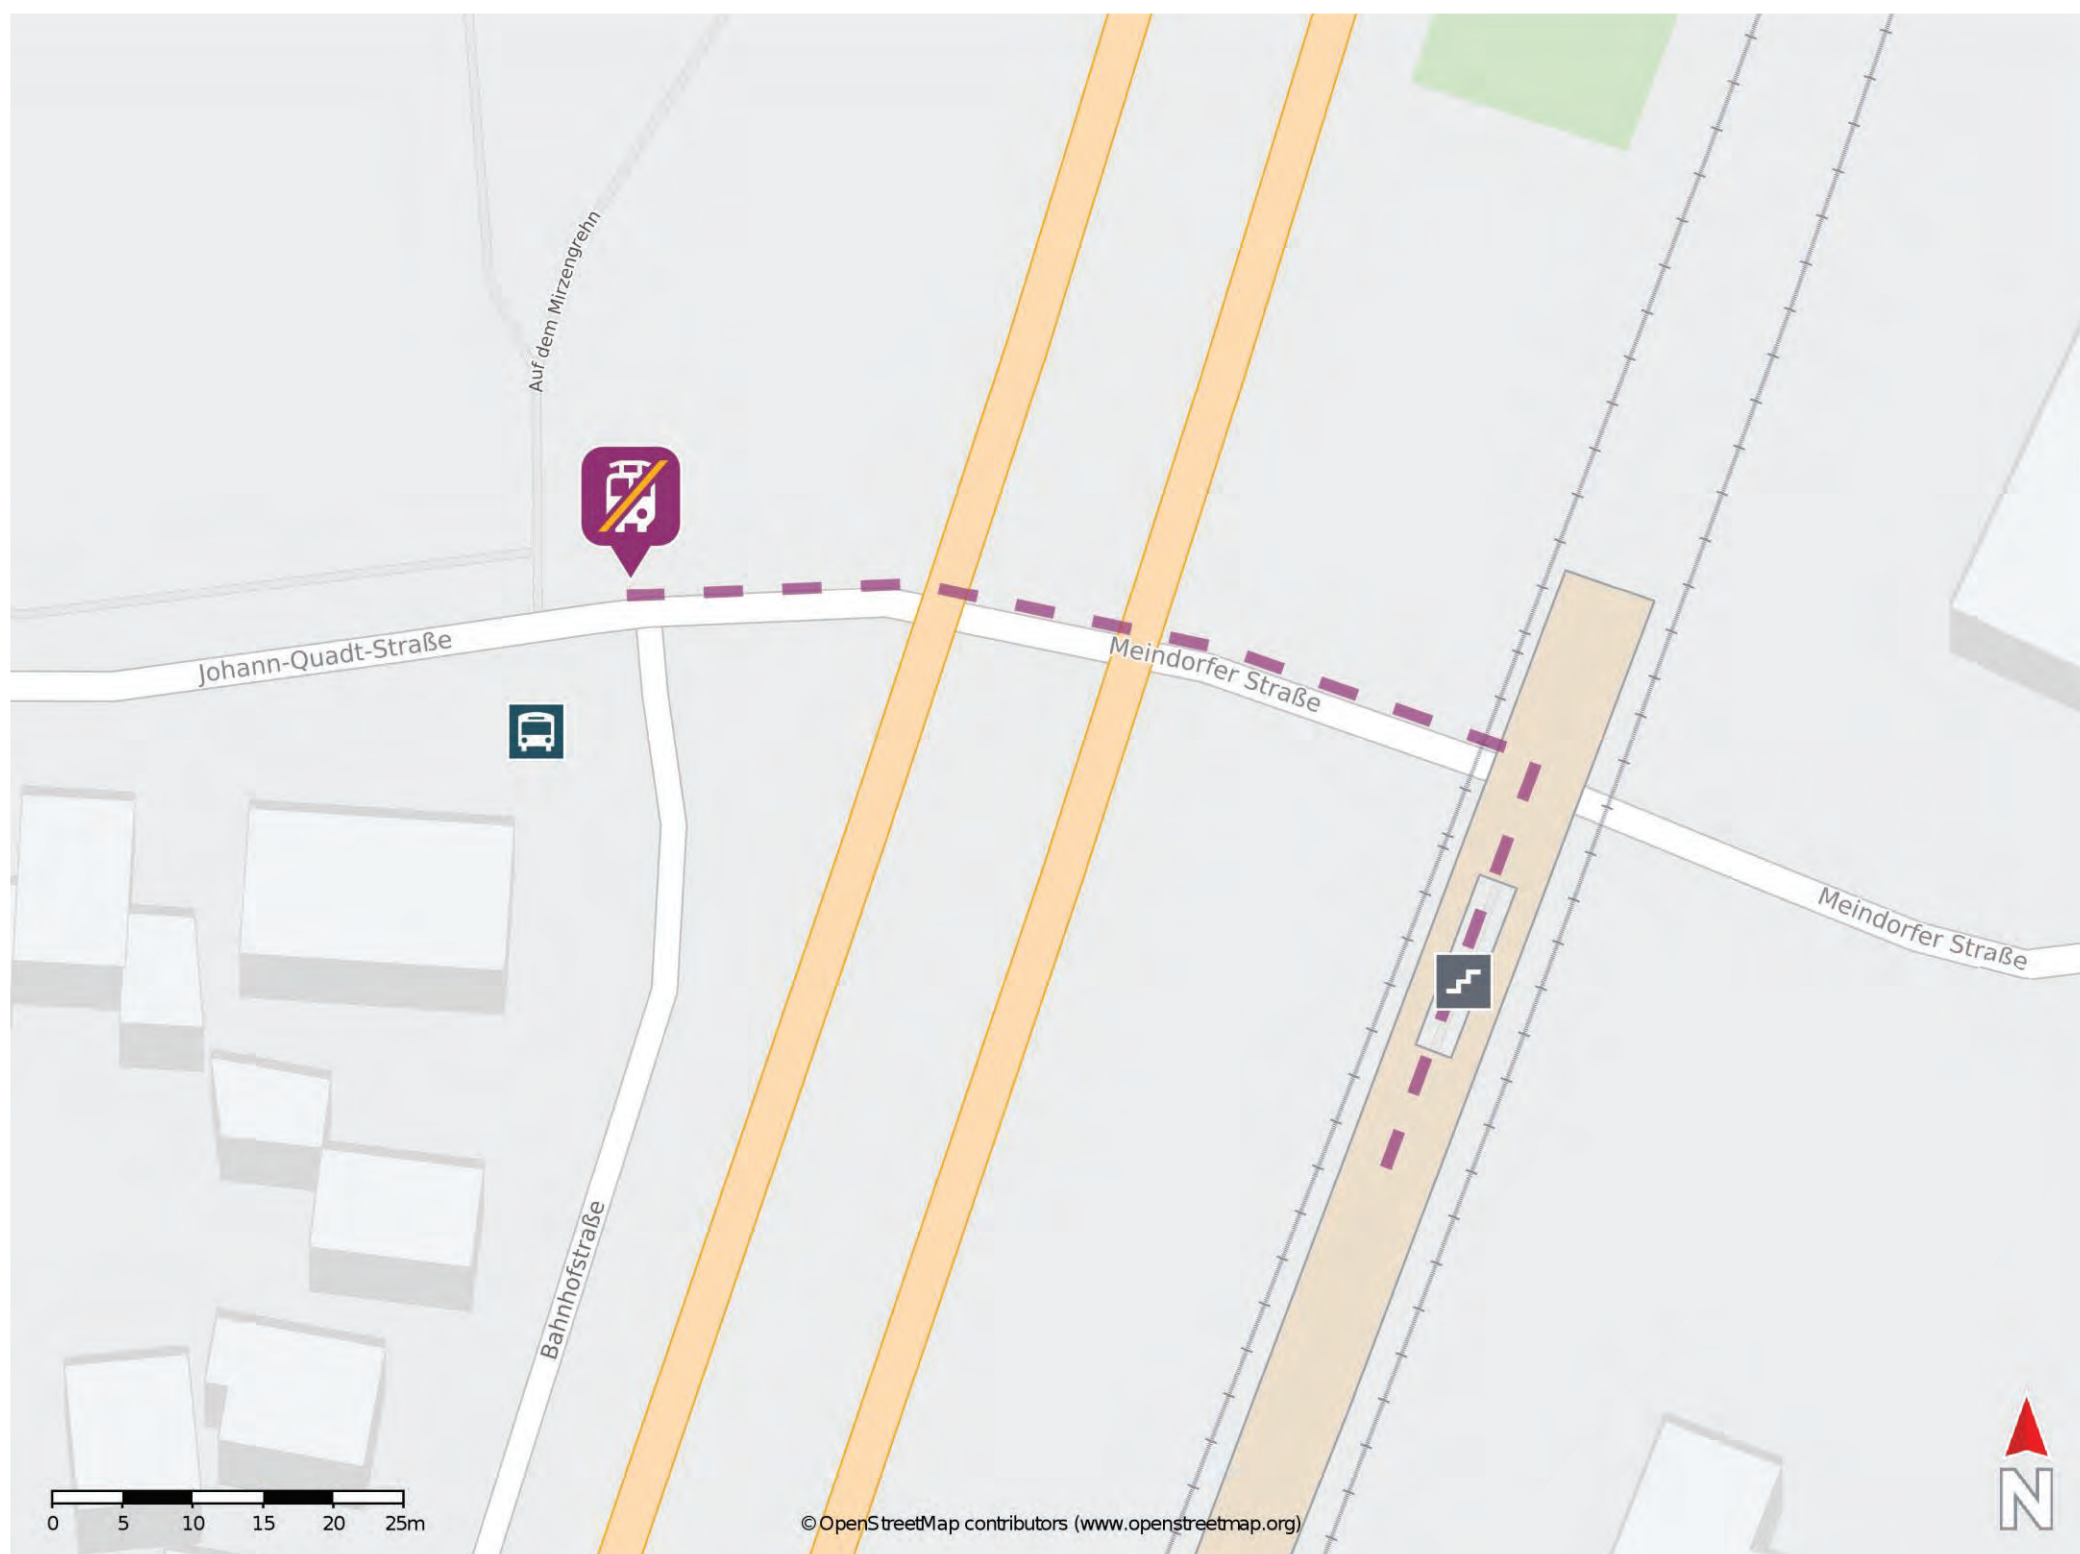 Auf dem Mirzengrehn
Johann-Quadt-Straße
Meindorfer Straße
Meindorfer Straße
Bahnhofstraße
0 5 10 15 20 25m
©OpenStreetMap contributors (www.openstreetmap.org)
N